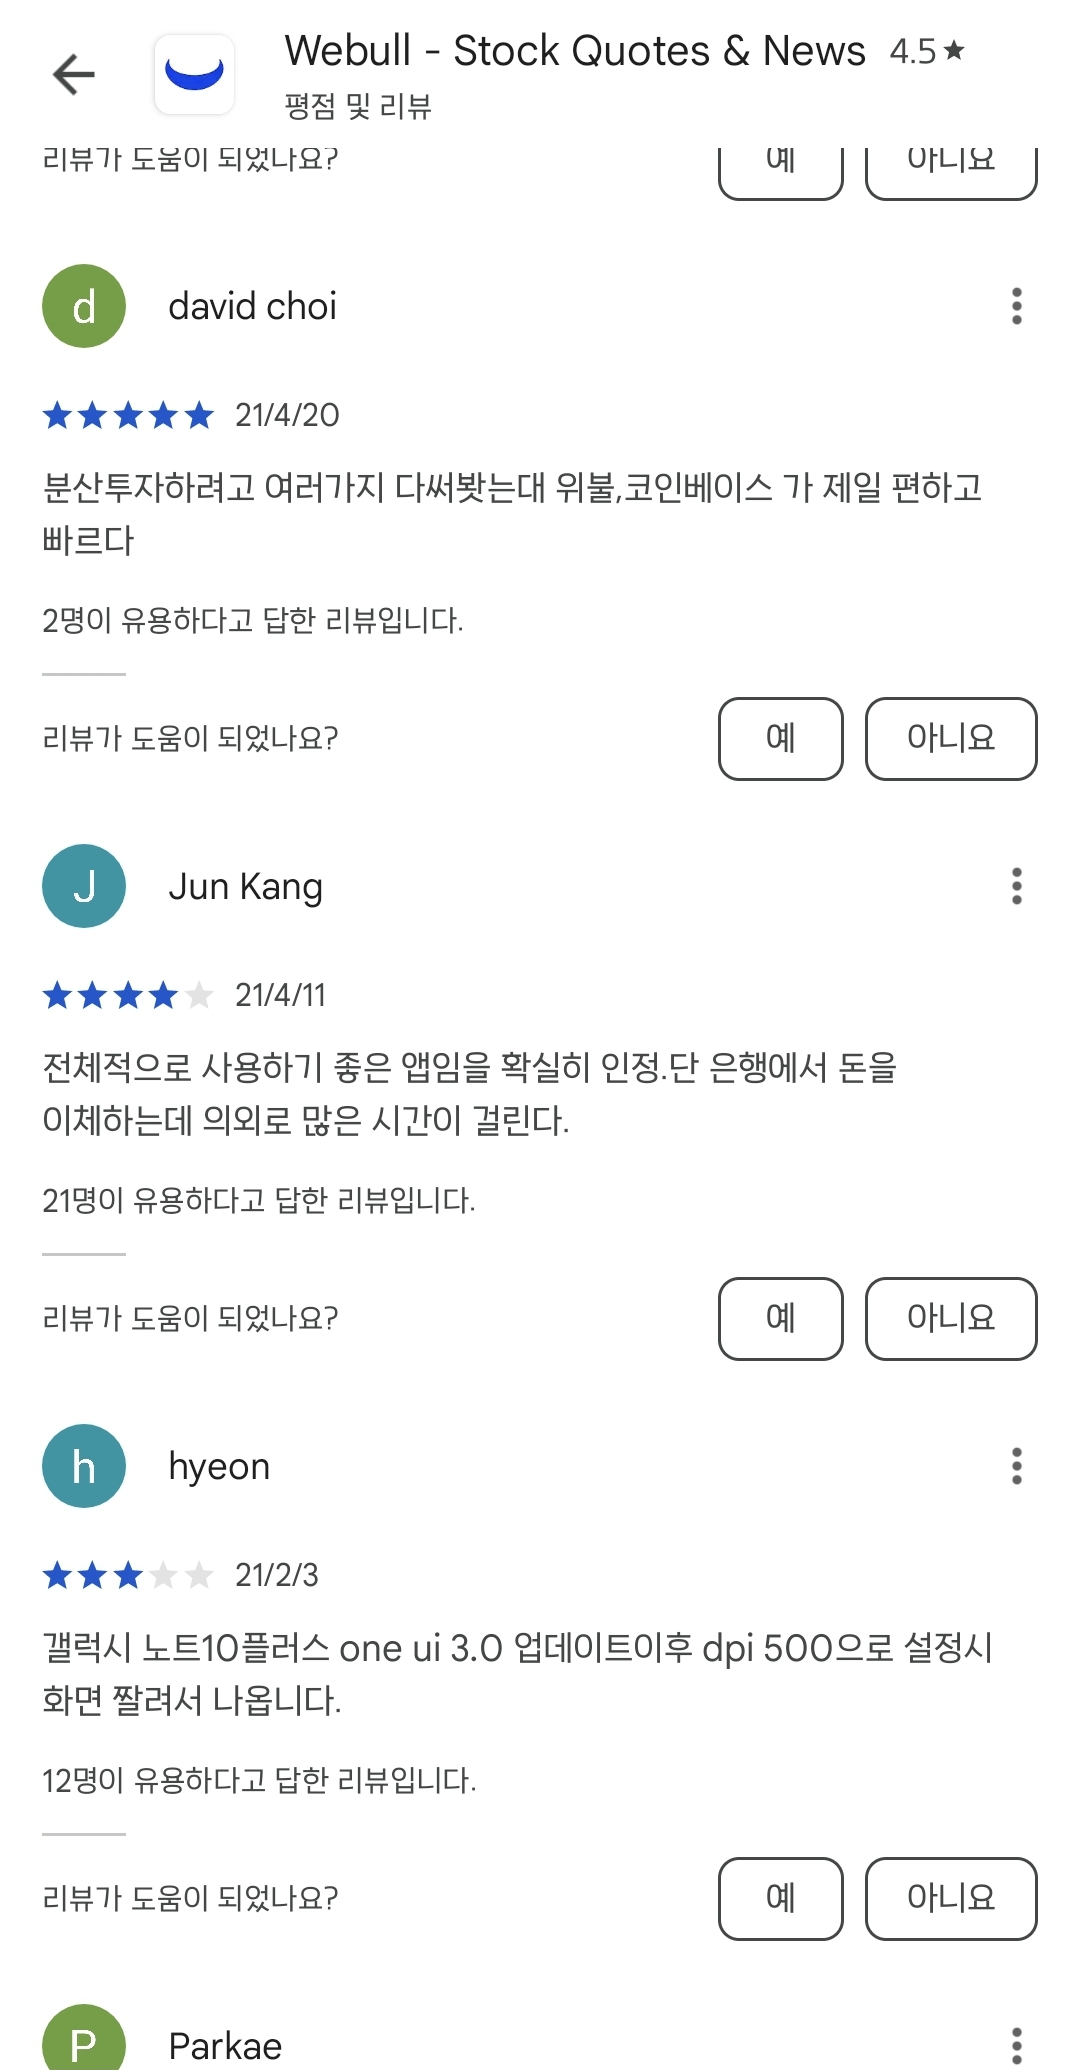 Webull - Stock Quotes & News 4.5★
평점 및 리뷰
리뷰가 도움이 되었나요? 예 아니요
d david choi
21/4/20
분산투자하려고 여러가지 다써봣는대 위불,코인베이스 가 제일 편하고
빠르다
2명이 유용하다고 답한 리뷰입니다.
리뷰가 도움이 되었나요? 예 아니요
J Jun Kang
21/4/11
전체적으로 사용하기 좋은 앱임을 확실히 인정.단 은행에서 돈을
이체하는데 의외로 많은 시간이 걸린다.
21명이 유용하다고 답한 리뷰입니다.
리뷰가 도움이 되었나요? 예 아니요
h hyeon
21/2/3
갤럭시 노트10플러스 one ui 3.0 업데이트이후 dpi 500으로 설정시
화면 짤려서 나옵니다.
12명이 유용하다고 답한 리뷰입니다.
리뷰가 도움이 되었나요? 예 아니요
P Parkae